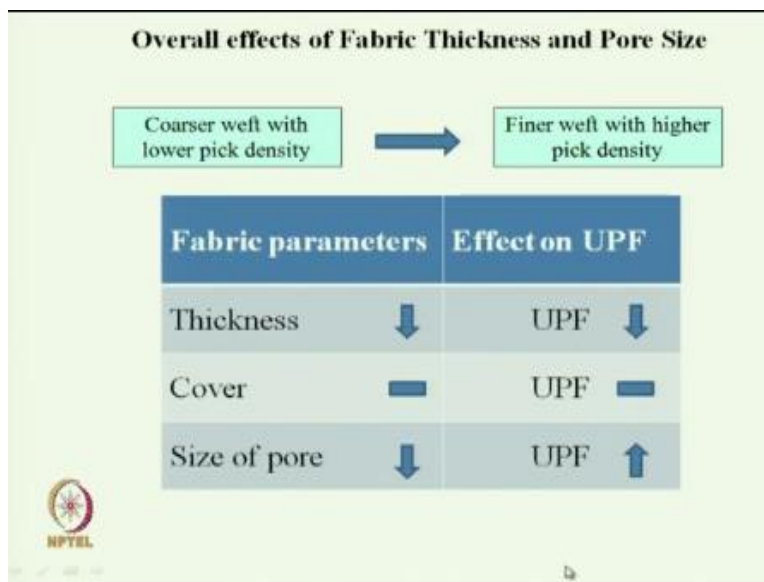 Overall effects of Fabric Thickness and Pore Size
Coarser weft with
lower pick density
Finer weft with higher
pick density
Fabric parameters Effect on UPF
Thickness UPF
Cover UPF
Size of pore UPF
NPTEL